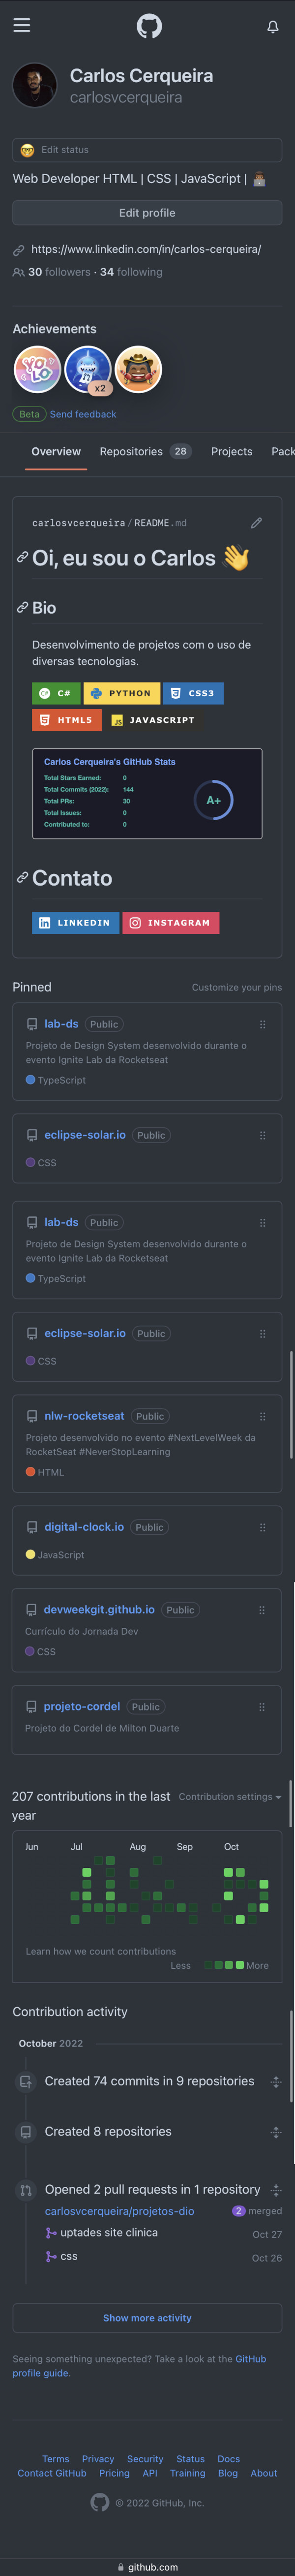 Carlos Cerqueira
carlosvcerqueira
Edit status
Web Developer HTML | CSS | JavaScript |
Edit profile
https://www.linkedin.com/in/carlos-cerqueira/
30 followers · 34 following
Achievements
YOLO
x2
Beta Send feedback
Overview Repositories 28 Projects Pack
carlosvcerqueira/README.md
Oi, eu sou o Carlos
Bio
Desenvolvimento de projetos com o uso de
diversas tecnologias.
C# PYTHON CSS3
HTML5 JS JAVASCRIPT
Carlos Cerqueira's GitHub Stats
Total Stars Earned: 0
Total Commits (2022): 144
Total PRs: 30
Total Issues: 0
Contributed to: 0
A+
Contato
LINKEDIN INSTAGRAM
Pinned Customize your pins
lab-ds Public
Projeto de Design System desenvolvido durante o
evento Ignite Lab da Rocketseat
TypeScript
eclipse-solar.io Public
CSS
lab-ds Public
Projeto de Design System desenvolvido durante o
evento Ignite Lab da Rocketseat
TypeScript
eclipse-solar.io Public
CSS
nlw-rocketseat Public
Projeto desenvolvido no evento #NextLevelWeek da
RocketSeat #NeverStopLearning
HTML
digital-clock.io Public
JavaScript
devweekgit.github.io Public
Currículo do Jornada Dev
CSS
projeto-cordel Public
Projeto do Cordel de Milton Duarte
207 contributions in the last Contribution settings
year
Jun Jul Aug Sep Oct
Learn how we count contributions
Less More
Contribution activity
October 2022
Created 74 commits in 9 repositories
Created 8 repositories
Opened 2 pull requests in 1 repository
carlosvcerqueira/projetos-dio 2 merged
uptades site clinica Oct 27
css Oct 26
Show more activity
Seeing something unexpected? Take a look at the GitHub
profile guide.
Terms Privacy Security Status Docs
Contact GitHub Pricing API Training Blog About
© 2022 GitHub, Inc.
github.com